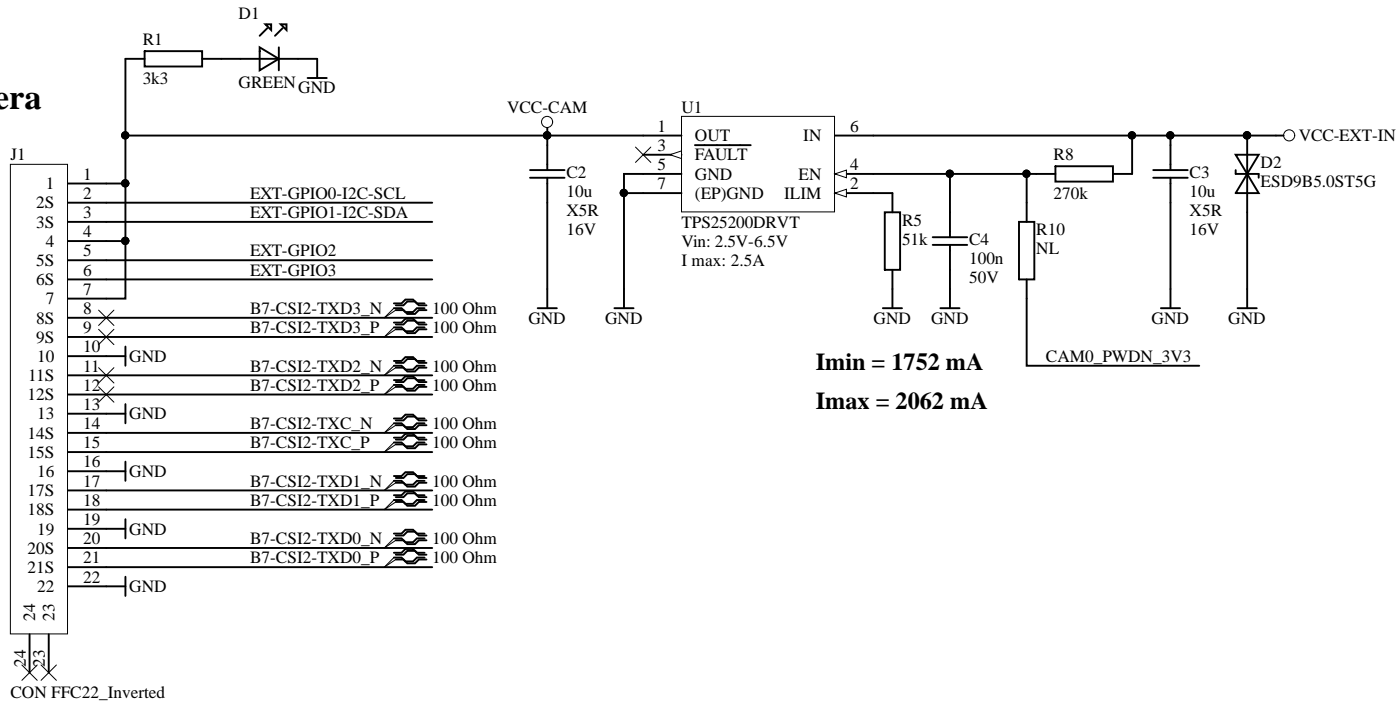 era
D1
R1
3k3
GREEN
GND
J1
1 1
2S 2 EXT-GPIO0-I2C-SCL
3S 3 EXT-GPIO1-I2C-SDA
4 4
5S 5 EXT-GPIO2
6S 6 EXT-GPIO3
7 7
8S 8 B7-CSI2-TXD3_N 100 Ohm
9S 9 B7-CSI2-TXD3_P 100 Ohm
10 10 GND
11S 11 B7-CSI2-TXD2_N 100 Ohm
12S 12 B7-CSI2-TXD2_P 100 Ohm
13 13 GND
14S 14 B7-CSI2-TXC_N 100 Ohm
15S 15 B7-CSI2-TXC_P 100 Ohm
16 16 GND
17S 17 B7-CSI2-TXD1_N 100 Ohm
18S 18 B7-CSI2-TXD1_P 100 Ohm
19 19 GND
20S 20 B7-CSI2-TXD0_N 100 Ohm
21S 21 B7-CSI2-TXD0_P 100 Ohm
22 22 GND
24 23
24 23
CON FFC22_Inverted
VCC-CAM
C2
10u
X5R
16V
GND
U1
1 OUT IN 6
3 FAULT
5 GND EN 4
7 (EP)GND ILIM 2
TPS25200DRVT
Vin: 2.5V-6.5V
I max: 2.5A
GND
R5
51k
GND
C4
100n
50V
GND
R8
270k
R10
NL
CAM0_PWDN_3V3
C3
10u
X5R
16V
GND
VCC-EXT-IN
D2
ESD9B5.0ST5G
GND
Imin = 1752 mA
Imax = 2062 mA